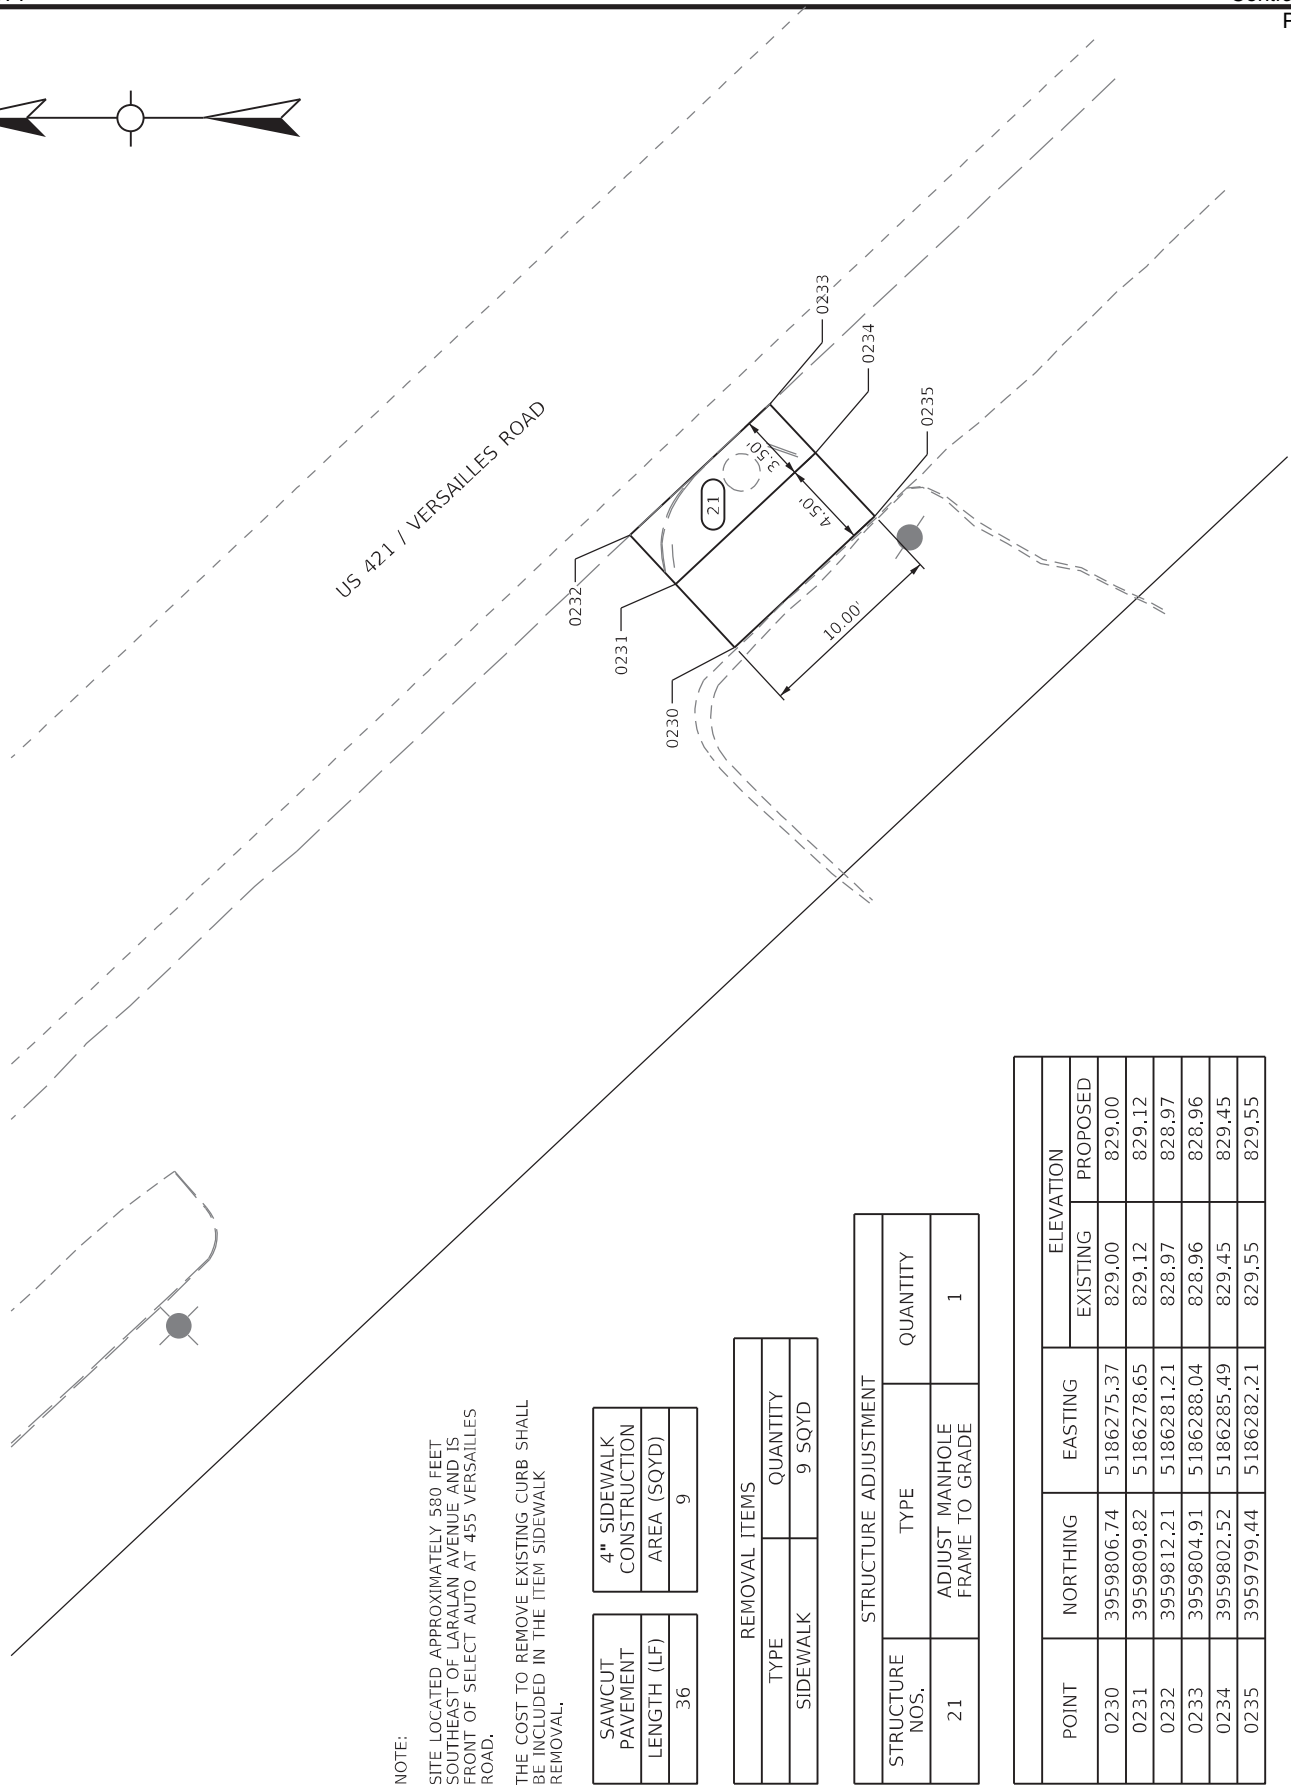 US 421 / VERSAILLES ROAD
0232
0231
0230
0233
0234
0235
21
3.50'
4.50'
10.00'
NOTE:
SITE LOCATED APPROXIMATELY 580 FEET
SOUTHEAST OF LARALAN AVENUE AND IS
FRONT OF SELECT AUTO AT 455 VERSAILLES
ROAD.
THE COST TO REMOVE EXISTING CURB SHALL
BE INCLUDED IN THE ITEM SIDEWALK
REMOVAL.
SAWCUT
PAVEMENT
LENGTH (LF)
36
4" SIDEWALK
CONSTRUCTION
AREA (SQYD)
9
REMOVAL ITEMS
TYPE QUANTITY
SIDEWALK 9 SQYD
STRUCTURE ADJUSTMENT
STRUCTURE
NOS.
TYPE QUANTITY
21
ADJUST MANHOLE
FRAME TO GRADE
1
ELEVATION
POINT NORTHING EASTING EXISTING PROPOSED
0230 3959806.74 5186275.37 829.00 829.00
0231 3959809.82 5186278.65 829.12 829.12
0232 3959812.21 5186281.21 828.97 828.97
0233 3959804.91 5186288.04 828.96 828.96
0234 3959802.52 5186285.49 829.45 829.45
0235 3959799.44 5186282.21 829.55 829.55